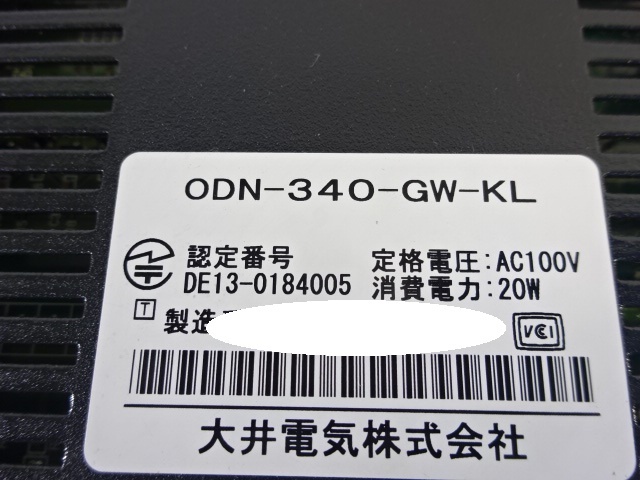 ODN-340-GW-KL
認定番号 定格電圧:AC100V
DE13-0184005 消費電力:20W
T 製造
VCI
大井電気株式会社